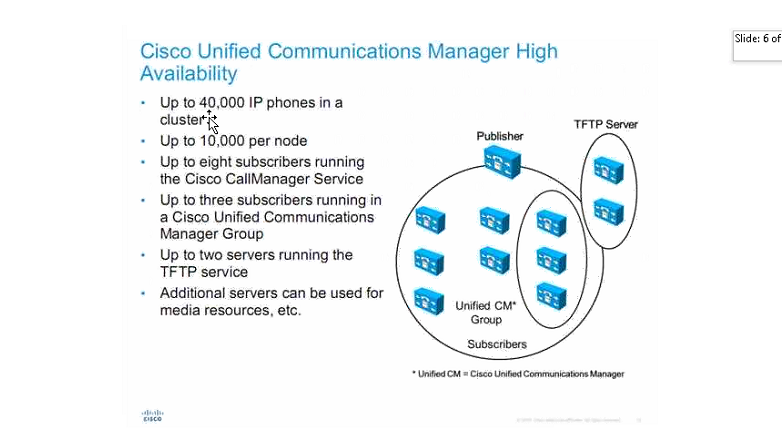 Slide: 6 of
Cisco Unified Communications Manager High
Availability
• Up to 40,000 IP phones in a
cluster
• Up to 10,000 per node
• Up to eight subscribers running
the Cisco CallManager Service
• Up to three subscribers running in
a Cisco Unified Communications
Manager Group
• Up to two servers running the
TFTP service
• Additional servers can be used for
media resources, etc.
TFTP Server
Publisher
Unified CM*
Group
Subscribers
* Unified CM = Cisco Unified Communications Manager
CISCO